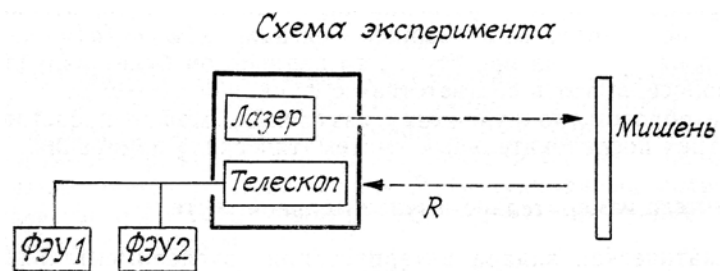 Схема эксперимента
Лазер
Мишень
Телескоп
R
ФЭУ1
ФЭУ2